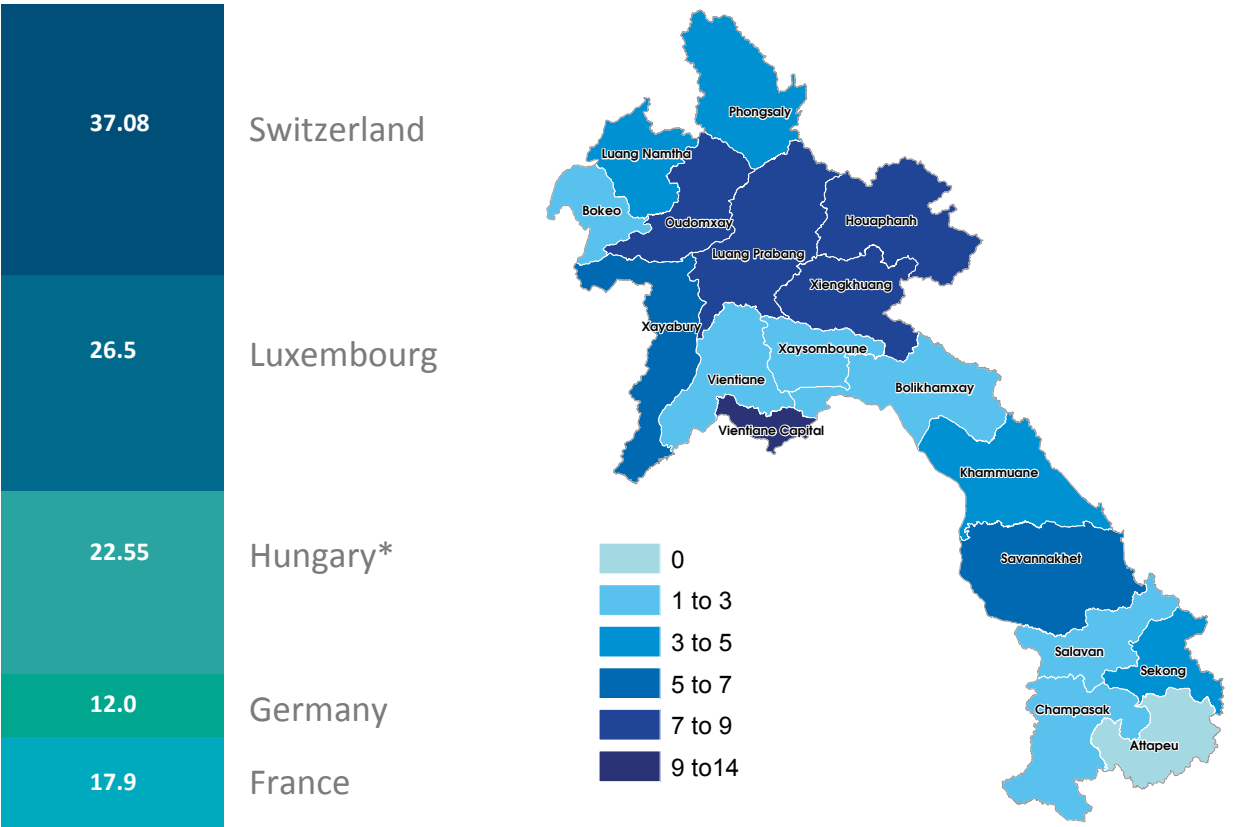 37.08
Switzerland
26.5
Luxembourg
22.55
Hungary*
12.0
Germany
17.9
France
Phongsaly
Luang Namtha
Bokeo
Oudomxay
Houaphanh
Luang Prabang
Xiengkhuang
Xayabury
Xaysomboune
Vientiane
Bolikhamxay
Vientiane Capital
Khammuane
Savannakhet
Salavan
Sekong
Champasak
Attapeu
0
1 to 3
3 to 5
5 to 7
7 to 9
9 to14